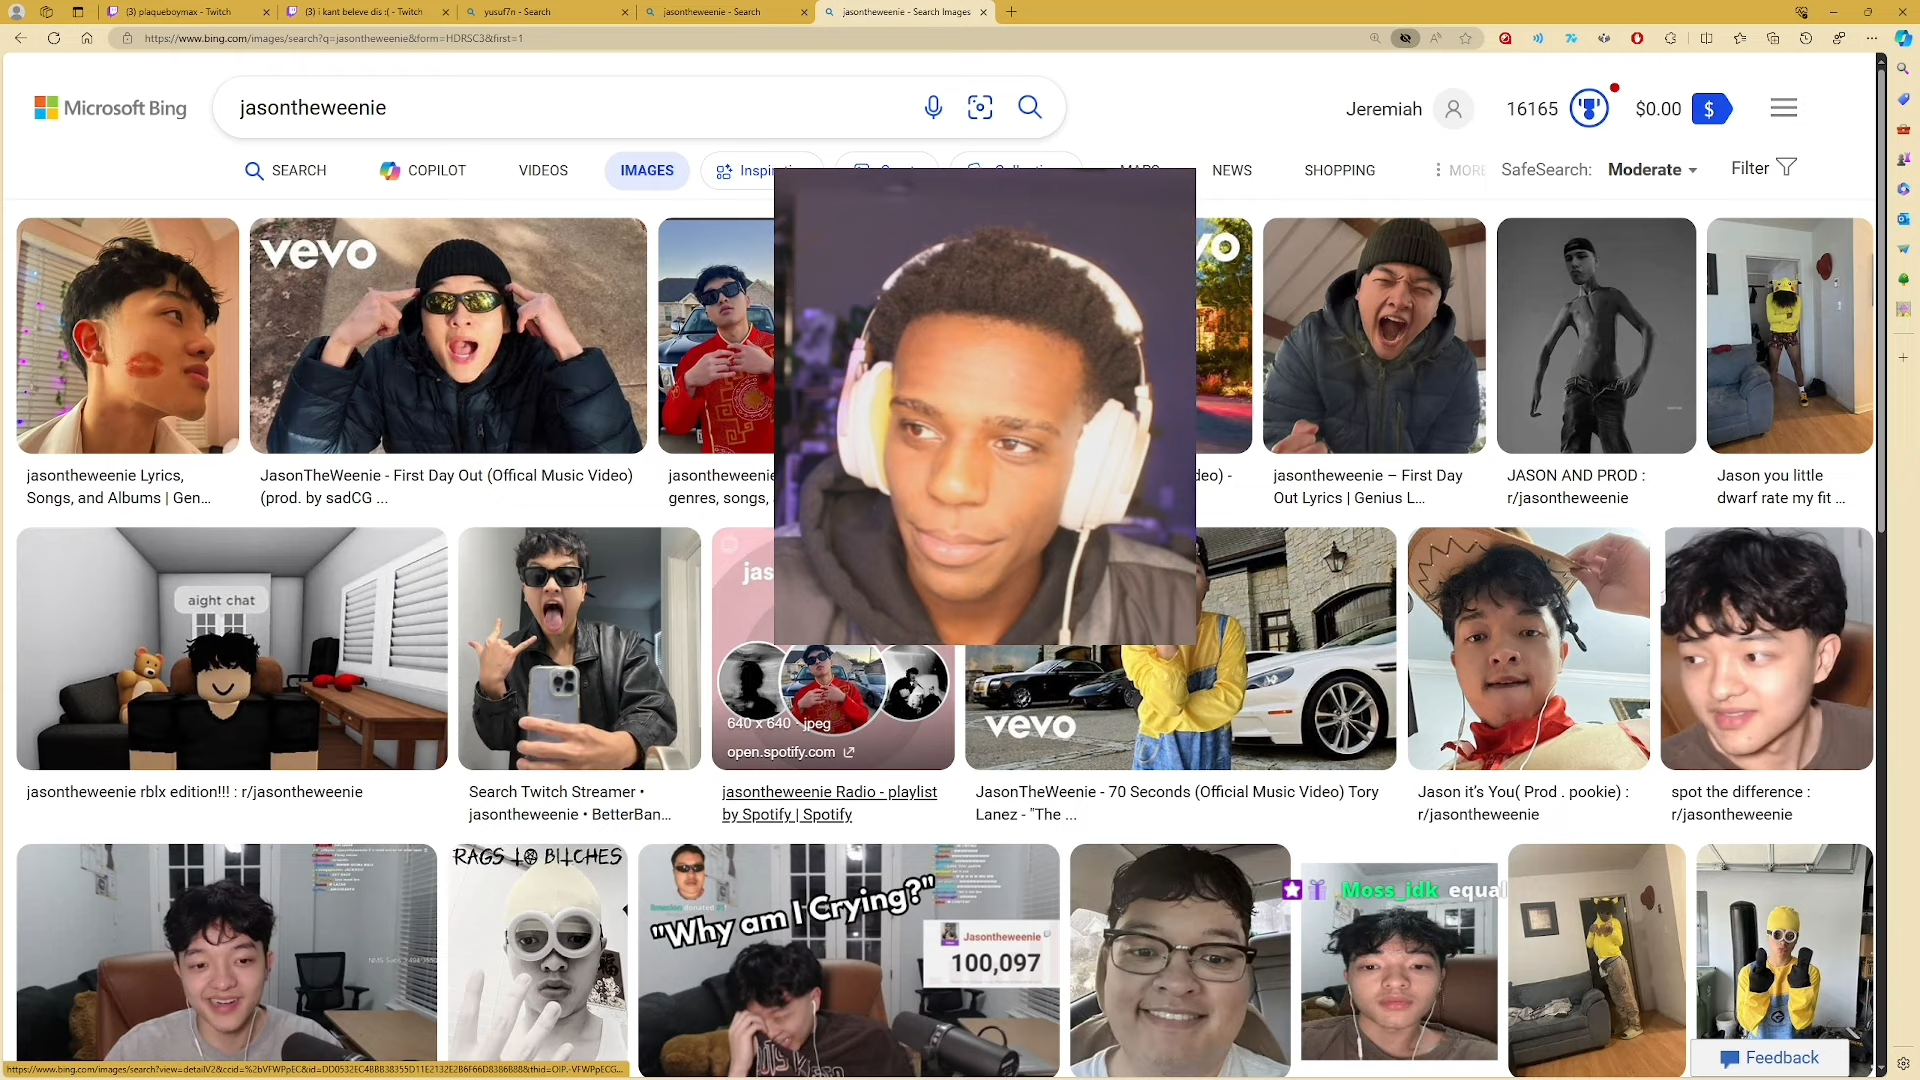 (3) plaqueboymax - Twitch
(3) i kant beleve dis :( - Twitch
yusuf7n - Search
jasontheweenie - Search
jasontheweenie - Search Images
https://www.bing.com/images/search?q=jasontheweenie&form=HDRSC3&first=1
Microsoft Bing
jasontheweenie
Jeremiah
16165
$0.00
SEARCH
COPILOT
VIDEOS
IMAGES
NEWS
SHOPPING
MORE
SafeSearch: Moderate
Filter
vevo
jasontheweenie Lyrics,
Songs, and Albums | Gen...
JasonTheWeenie - First Day Out (Offical Music Video)
(prod. by sadCG ...
jasontheweenie
genres, songs,
deo) -
jasontheweenie – First Day
Out Lyrics | Genius L...
JASON AND PROD :
r/jasontheweenie
Jason you little
dwarf rate my fit ...
aight chat
jas
640 x 640 · jpeg
open.spotify.com
vevo
jasontheweenie rblx edition!!! : r/jasontheweenie
Search Twitch Streamer •
jasontheweenie • BetterBan...
jasontheweenie Radio - playlist
by Spotify | Spotify
JasonTheWeenie - 70 Seconds (Official Music Video) Tory
Lanez - "The ...
Jason it’s You( Prod . pookie) :
r/jasontheweenie
spot the difference :
r/jasontheweenie
RAGS TO BITCHES
"Why am I Crying?"
Jasontheweenie
100,097
Moss_jdk equal
Feedback